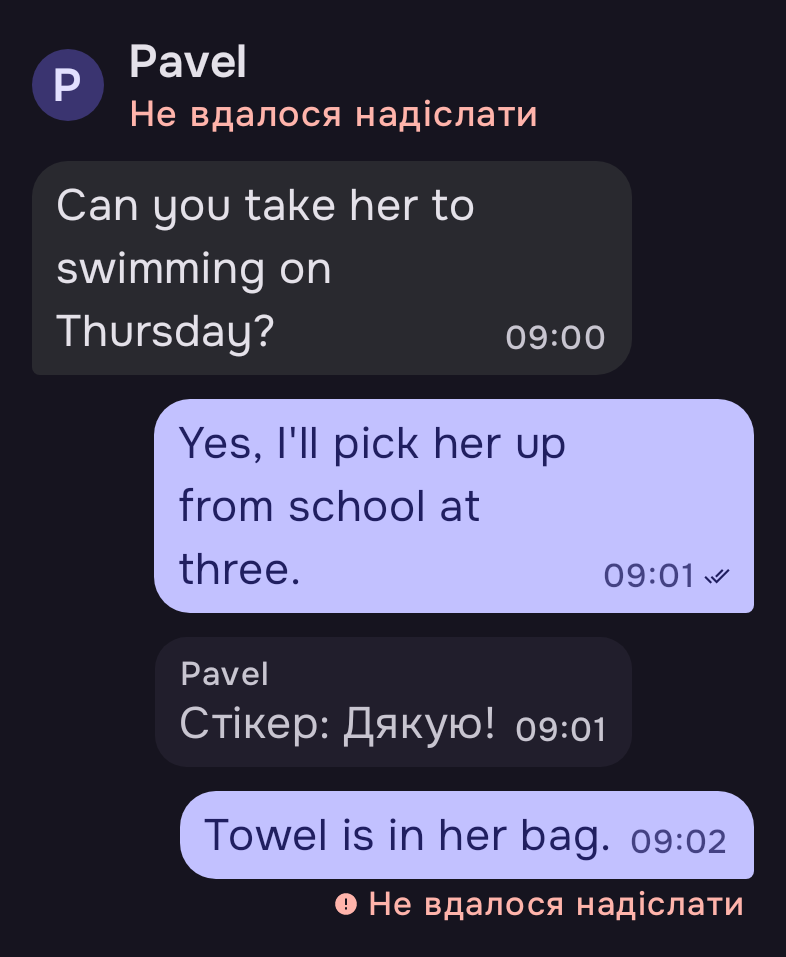 P
Pavel
Не вдалося надіслати
Can you take her to
swimming on
Thursday?
09:00
Yes, I'll pick her up
from school at
three.
09:01
Pavel
Стікер: Дякую! 09:01
Towel is in her bag. 09:02
Не вдалося надіслати